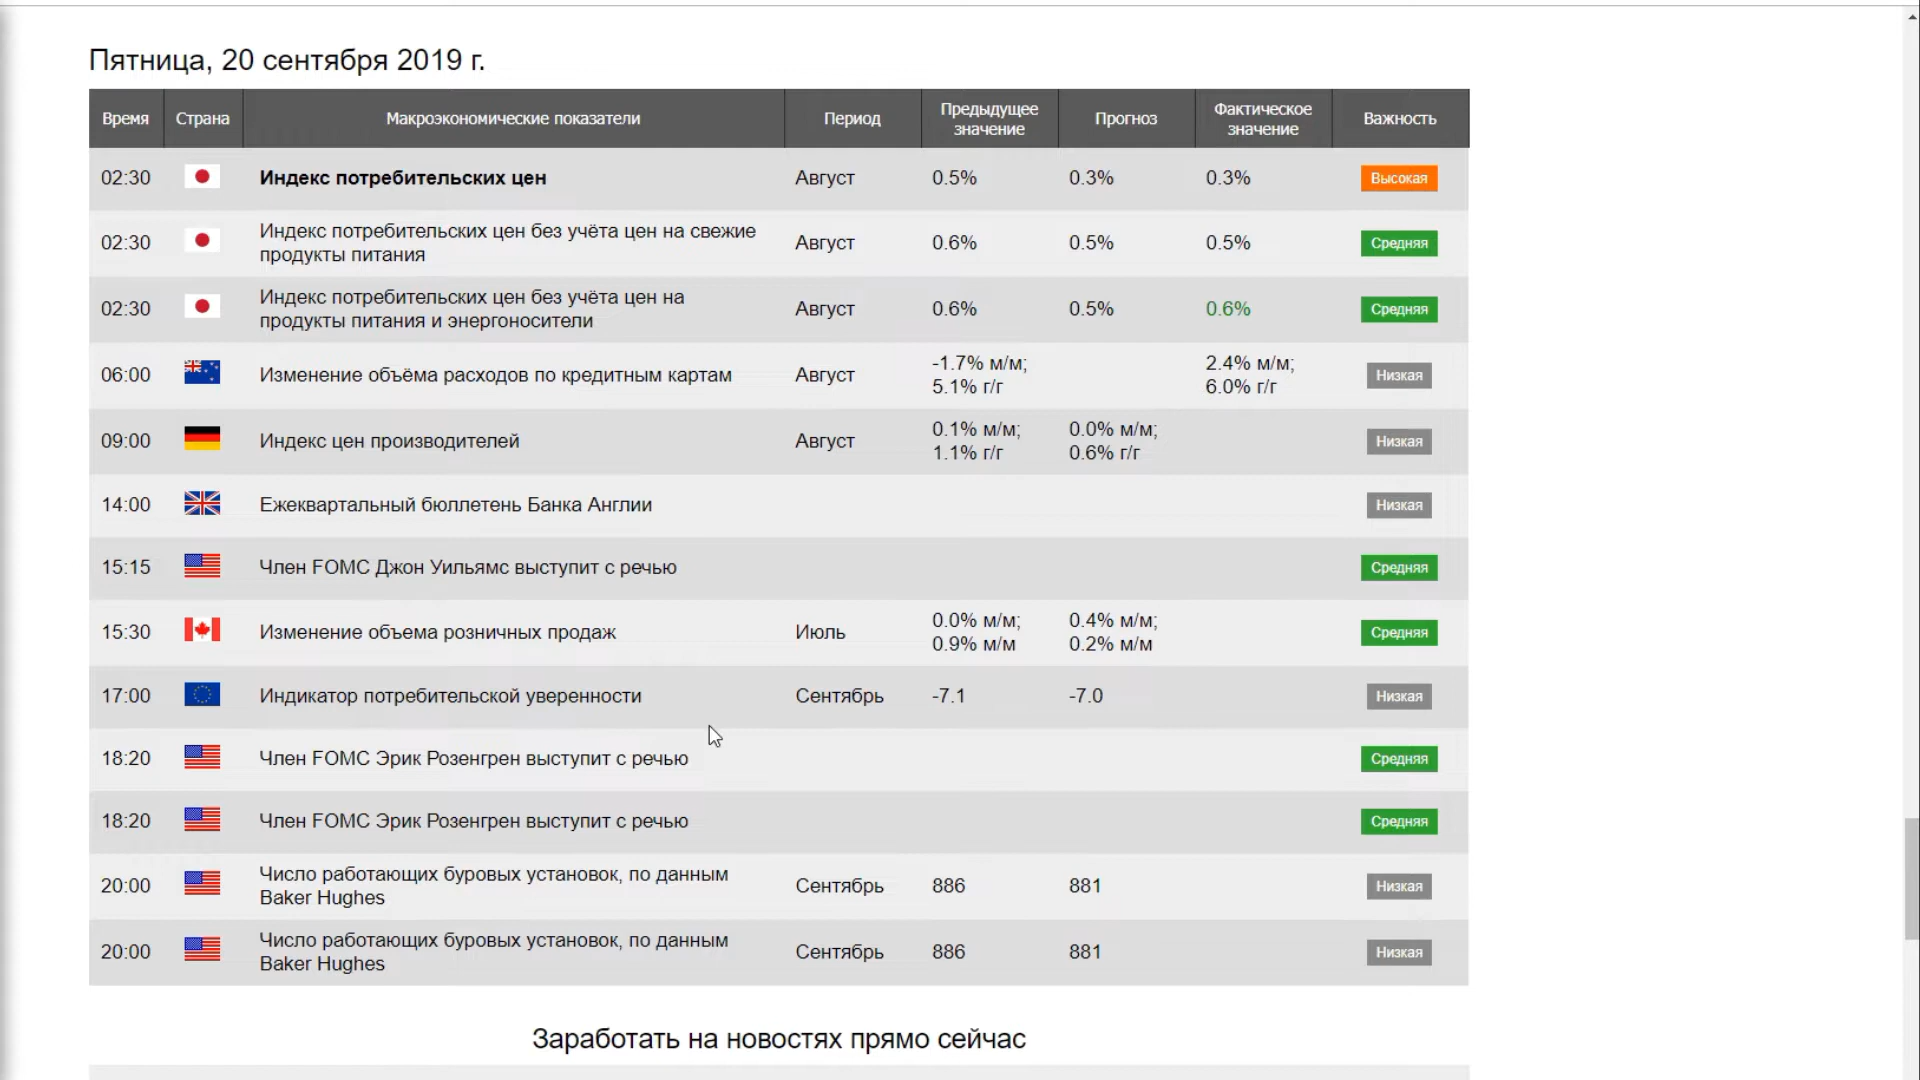 Пятница, 20 сентября 2019 г.
Время Страна Макроэкономические показатели Период Предыдущее значение Прогноз Фактическое значение Важность
02:30 Индекс потребительских цен Август 0.5% 0.3% 0.3% Высокая
02:30 Индекс потребительских цен без учёта цен на свежие
продукты питания Август 0.6% 0.5% 0.5% Средняя
02:30 Индекс потребительских цен без учёта цен на
продукты питания и энергоносители Август 0.6% 0.5% 0.6% Средняя
06:00 Изменение объёма расходов по кредитным картам Август -1.7% м/м; 2.4% м/м; Низкая
5.1% г/г 6.0% г/г
09:00 Индекс цен производителей Август 0.1% м/м; 0.0% м/м; Низкая
1.1% г/г 0.6% г/г
14:00 Ежеквартальный бюллетень Банка Англии Низкая
15:15 Член FOMC Джон Уильямс выступит с речью Средняя
15:30 Изменение объема розничных продаж Июль 0.0% м/м; 0.4% м/м; Средняя
0.9% м/м 0.2% м/м
17:00 Индикатор потребительской уверенности Сентябрь -7.1 -7.0 Низкая
18:20 Член FOMC Эрик Розенгрен выступит с речью Средняя
18:20 Член FOMC Эрик Розенгрен выступит с речью Средняя
20:00 Число работающих буровых установок, по данным
Baker Hughes Сентябрь 886 881 Низкая
20:00 Число работающих буровых установок, по данным
Baker Hughes Сентябрь 886 881 Низкая
Заработать на новостях прямо сейчас